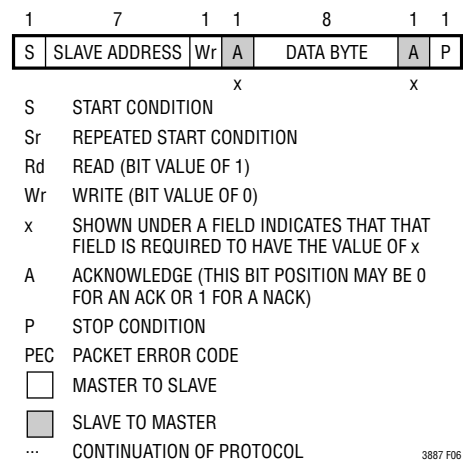 1 7 1 1 8 1 1
S SLAVE ADDRESS Wr A DATA BYTE A P
x x
S START CONDITION
Sr REPEATED START CONDITION
Rd READ (BIT VALUE OF 1)
Wr WRITE (BIT VALUE OF 0)
x SHOWN UNDER A FIELD INDICATES THAT THAT
FIELD IS REQUIRED TO HAVE THE VALUE OF x
A ACKNOWLEDGE (THIS BIT POSITION MAY BE 0
FOR AN ACK OR 1 FOR A NACK)
P STOP CONDITION
PEC PACKET ERROR CODE
MASTER TO SLAVE
SLAVE TO MASTER
... CONTINUATION OF PROTOCOL
3887 F06